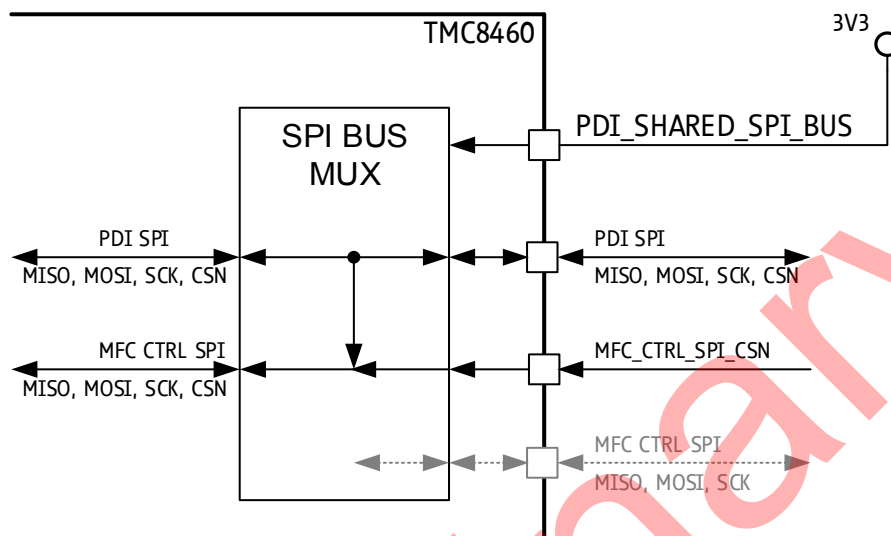 TMC8460
3V3
SPI BUS
MUX
PDI_SHARED_SPI_BUS
PDI SPI
MISO, MOSI, SCK, CSN
PDI SPI
MISO, MOSI, SCK, CSN
MFC CTRL SPI
MISO, MOSI, SCK, CSN
MFC_CTRL_SPI_CSN
MFC CTRL SPI
MISO, MOSI, SCK
inary